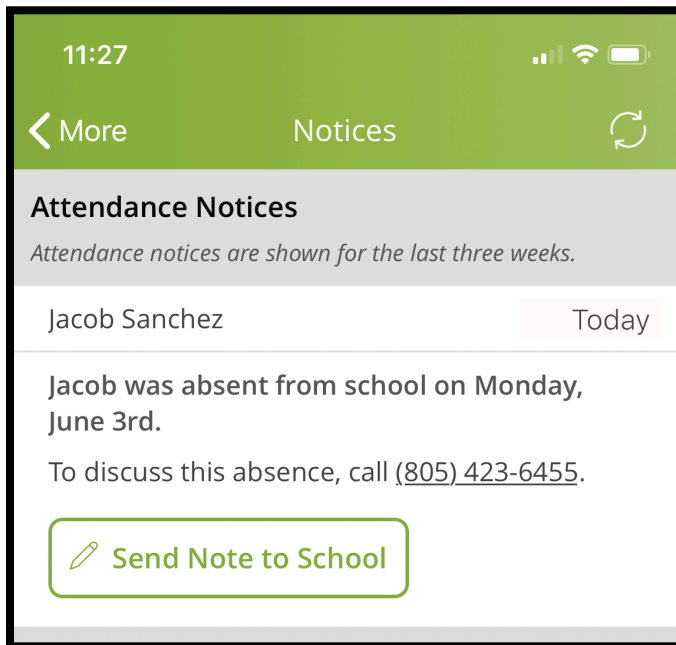 11:27
More Notices
Attendance Notices
Attendance notices are shown for the last three weeks.
Jacob Sanchez Today
Jacob was absent from school on Monday,
June 3rd.
To discuss this absence, call (805) 423-6455.
Send Note to School